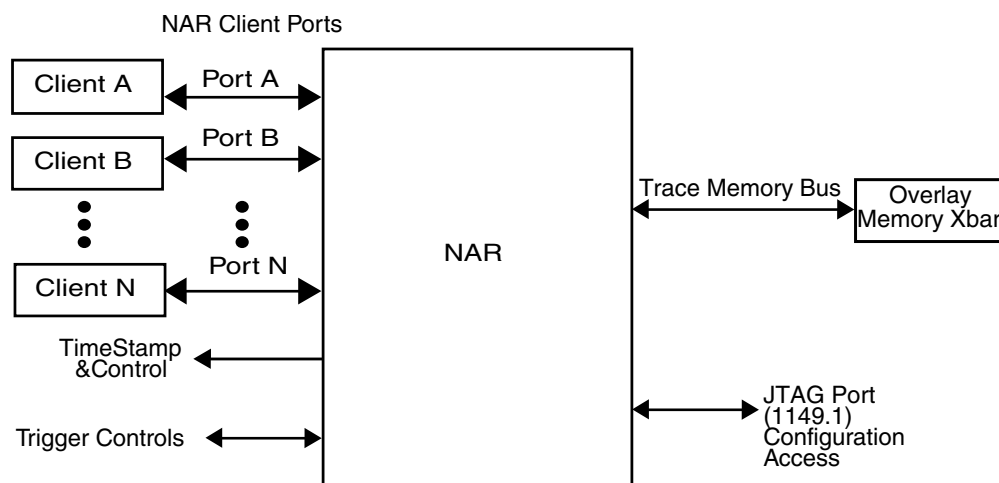 NAR Client Ports
Client A
Port A
Client B
Port B
Client N
Port N
NAR
Trace Memory Bus
Overlay
Memory Xbar
TimeStamp
&Control
Trigger Controls
JTAG Port
(1149.1)
Configuration
Access